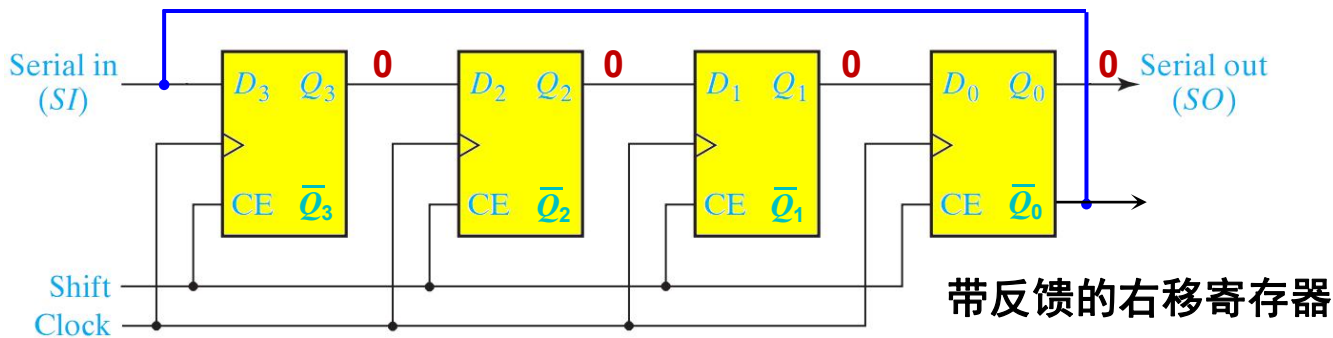 Serial in
(SI)
D₃ Q₃ 0 D₂ Q₂ 0 D₁ Q₁ 0 D₀ Q₀ 0
Serial out
(SO)
CE Q̅₃ CE Q̅₂ CE Q̅₁ CE Q̅₀
Shift
Clock
带反馈的右移寄存器